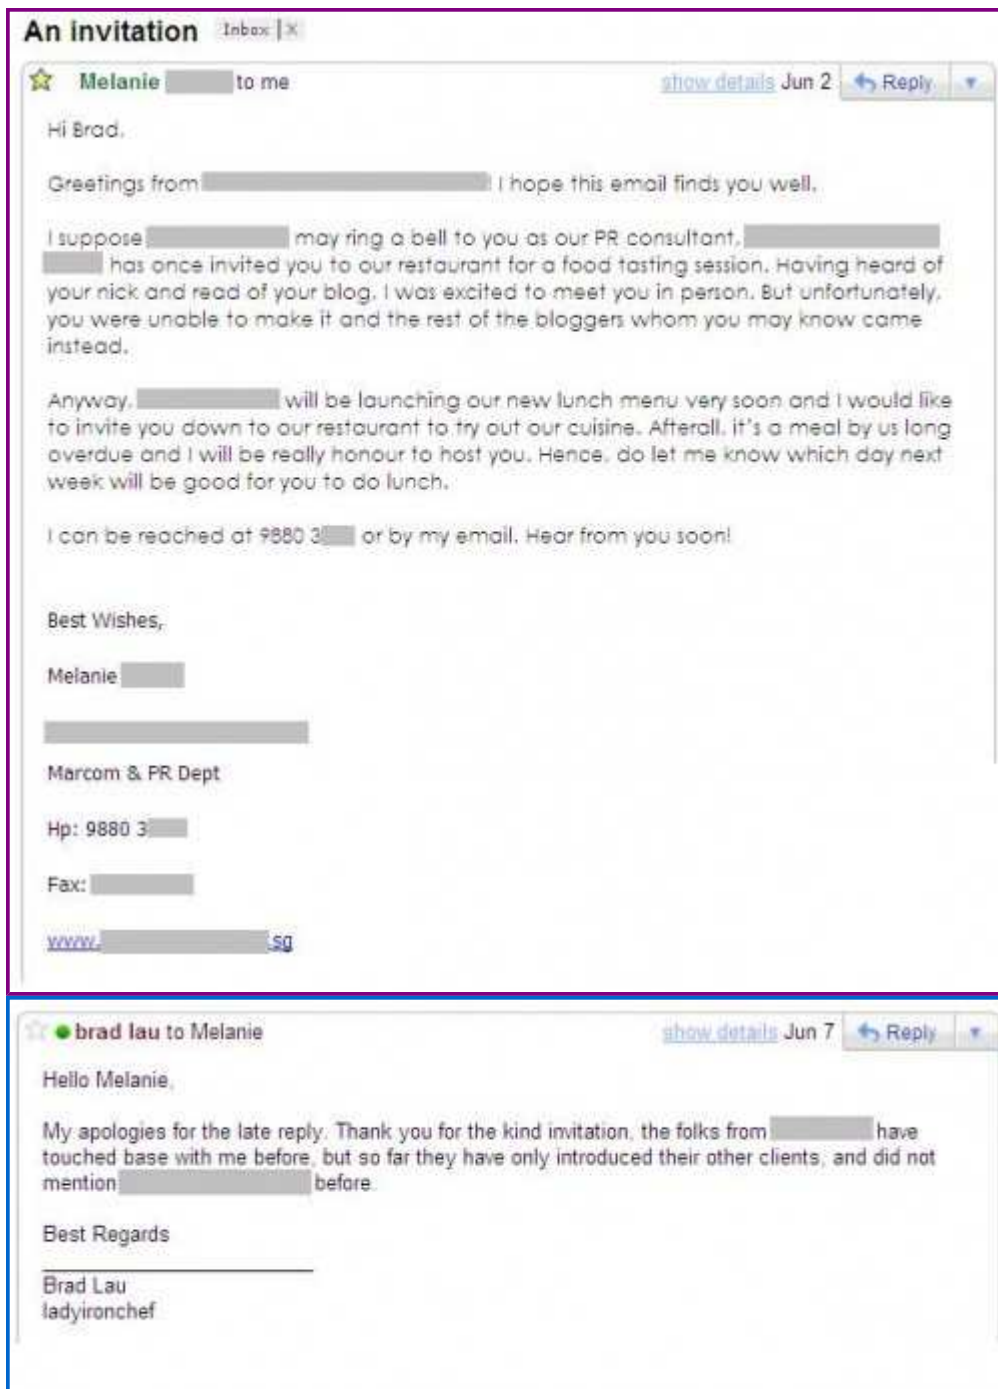 An invitation Inbox | X
Melanie to me show details Jun 2 Reply
Hi Brad,
Greetings from ! I hope this email finds you well.
I suppose may ring a bell to you as our PR consultant,
has once invited you to our restaurant for a food tasting session. Having heard of
your nick and read of your blog, I was excited to meet you in person. But unfortunately,
you were unable to make it and the rest of the bloggers whom you may know came
instead.
Anyway, will be launching our new lunch menu very soon and I would like
to invite you down to our restaurant to try out our cuisine. Afterall, it's a meal by us long
overdue and I will be really honour to host you. Hence, do let me know which day next
week will be good for you to do lunch.
I can be reached at 9880 3 or by my email. Hear from you soon!
Best Wishes,
Melanie
Marcom & PR Dept
Hp: 9880 3
Fax:
www. .sg
brad lau to Melanie show details Jun 7 Reply
Hello Melanie,
My apologies for the late reply. Thank you for the kind invitation, the folks from have
touched base with me before, but so far they have only introduced their other clients, and did not
mention before.
Best Regards
Brad Lau
ladyironchef